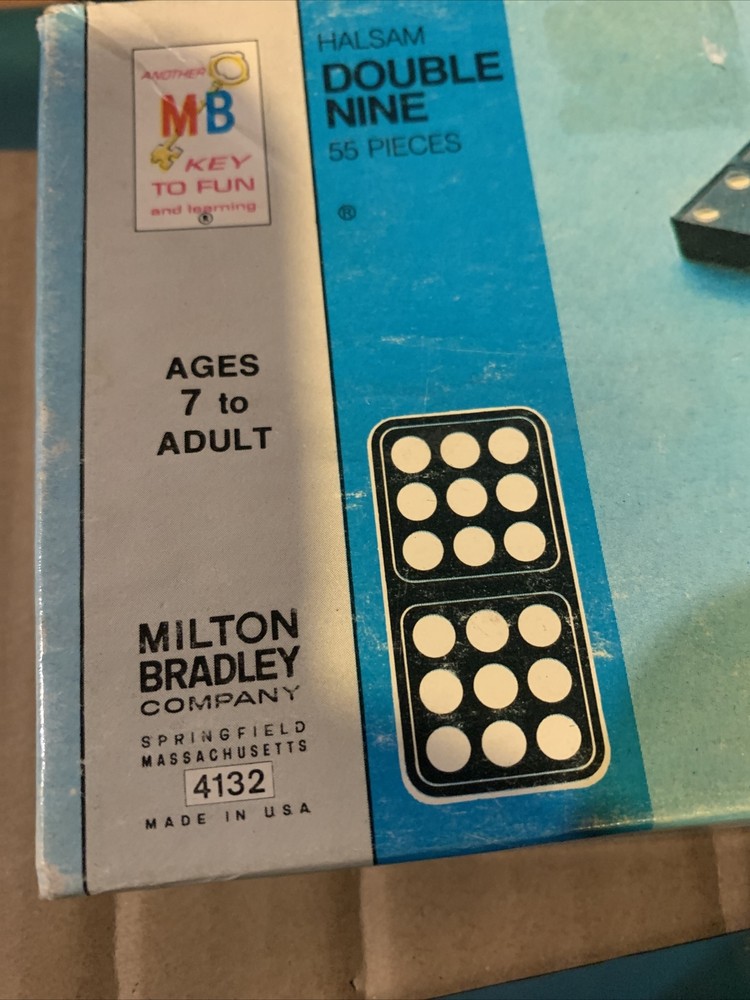 ANOTHER
MB
KEY
TO FUN
and learning
®
HALSAM
DOUBLE
NINE
55 PIECES
®
AGES
7 to
ADULT
MILTON
BRADLEY
COMPANY
SPRINGFIELD
MASSACHUSETTS
4132
MADE IN U.S.A